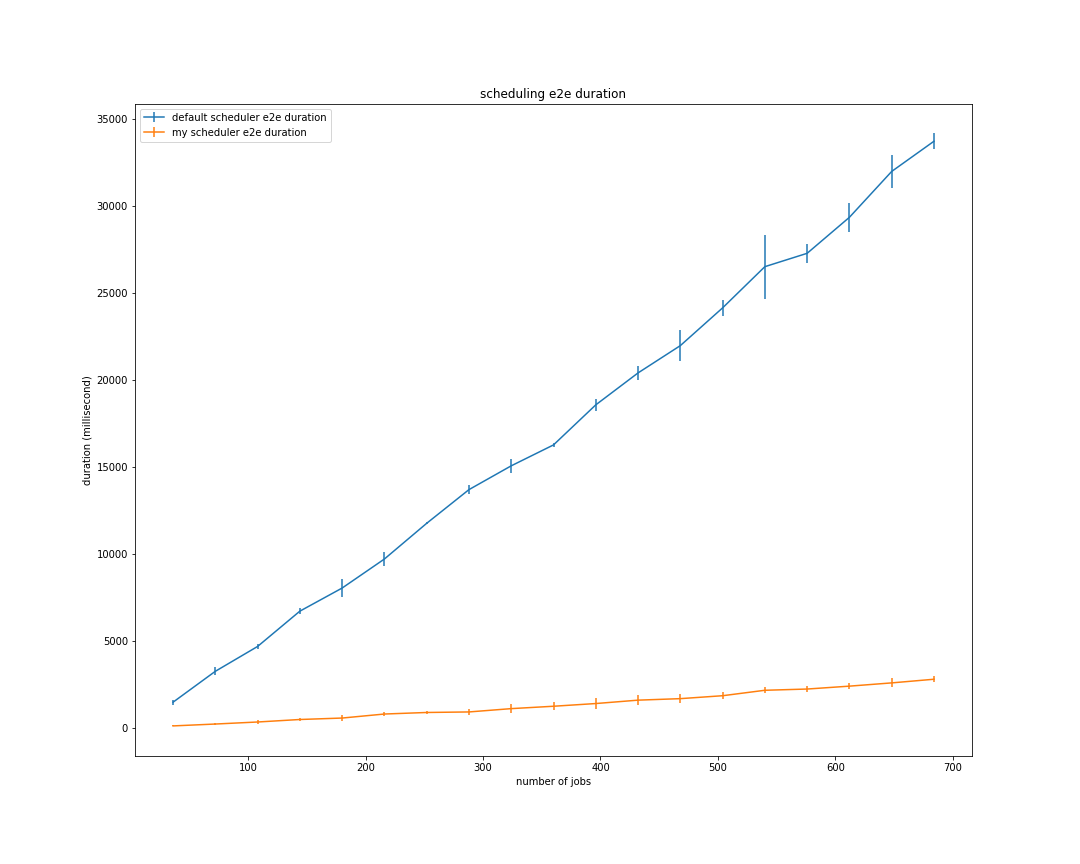 scheduling e2e duration
default scheduler e2e duration
my scheduler e2e duration
35000
30000
25000
20000
15000
10000
5000
0
duration (millisecond)
100 200 300 400 500 600 700
number of jobs